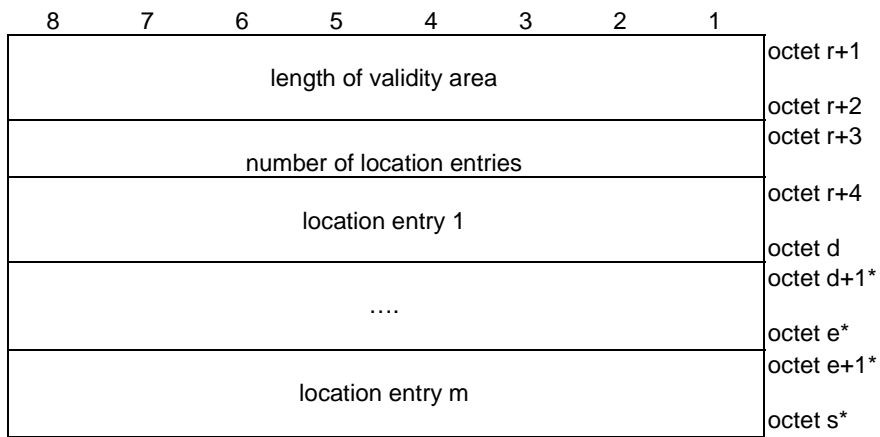 8 7 6 5 4 3 2 1
octet r+1
length of validity area
octet r+2
octet r+3
number of location entries
octet r+4
location entry 1
octet d
octet d+1*
....
octet e*
octet e+1*
location entry m
octet s*